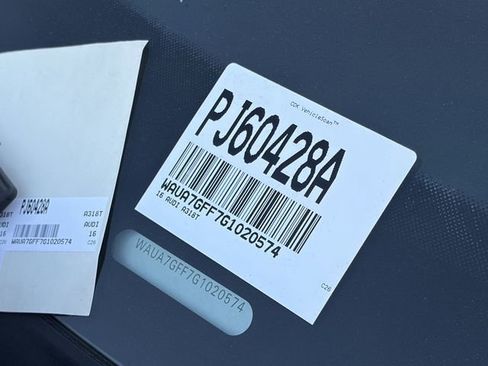 CDK VehicleScan™
PJ60428A
WAUA7GFF7G1020574
16 AUDI A318T
C26
WAUA7GFF7G1020574
PJ60428A
A318T
AUDI
16
WAUA7GFF7G1020574
C26